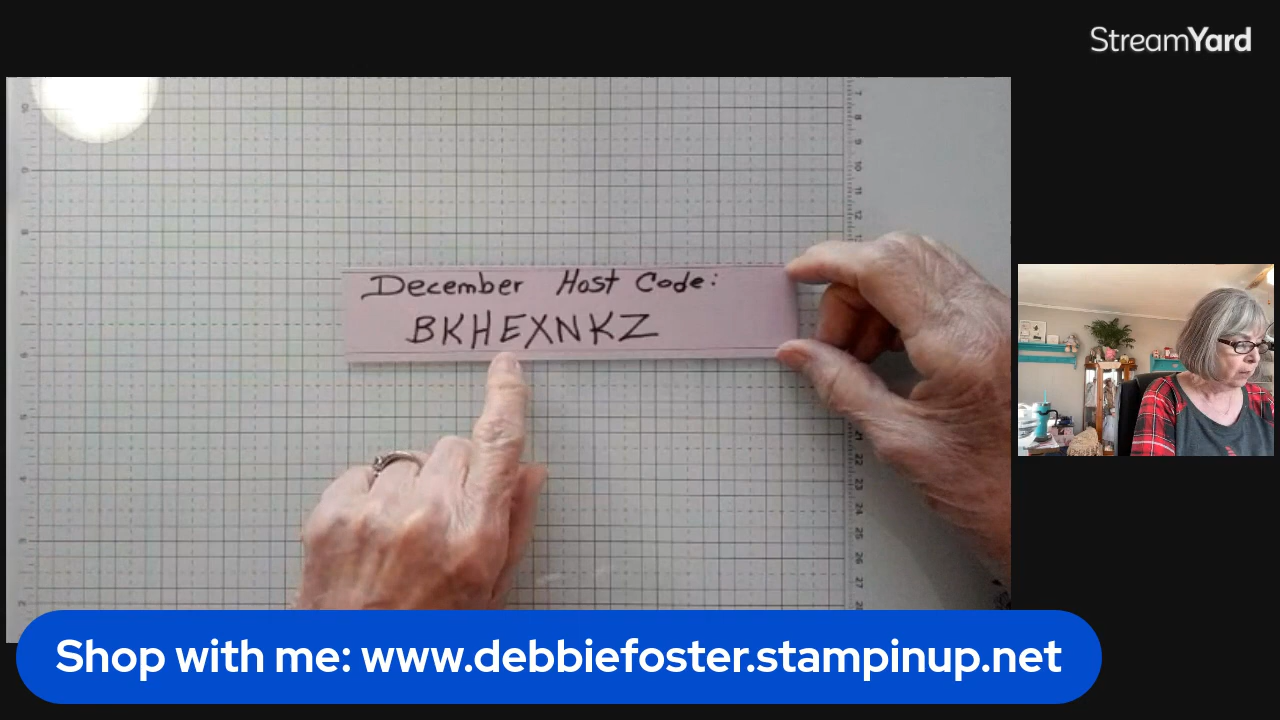 StreamYard
December Host Code:
BKHEXNKZ
Shop with me: www.debbiefoster.stampinup.net